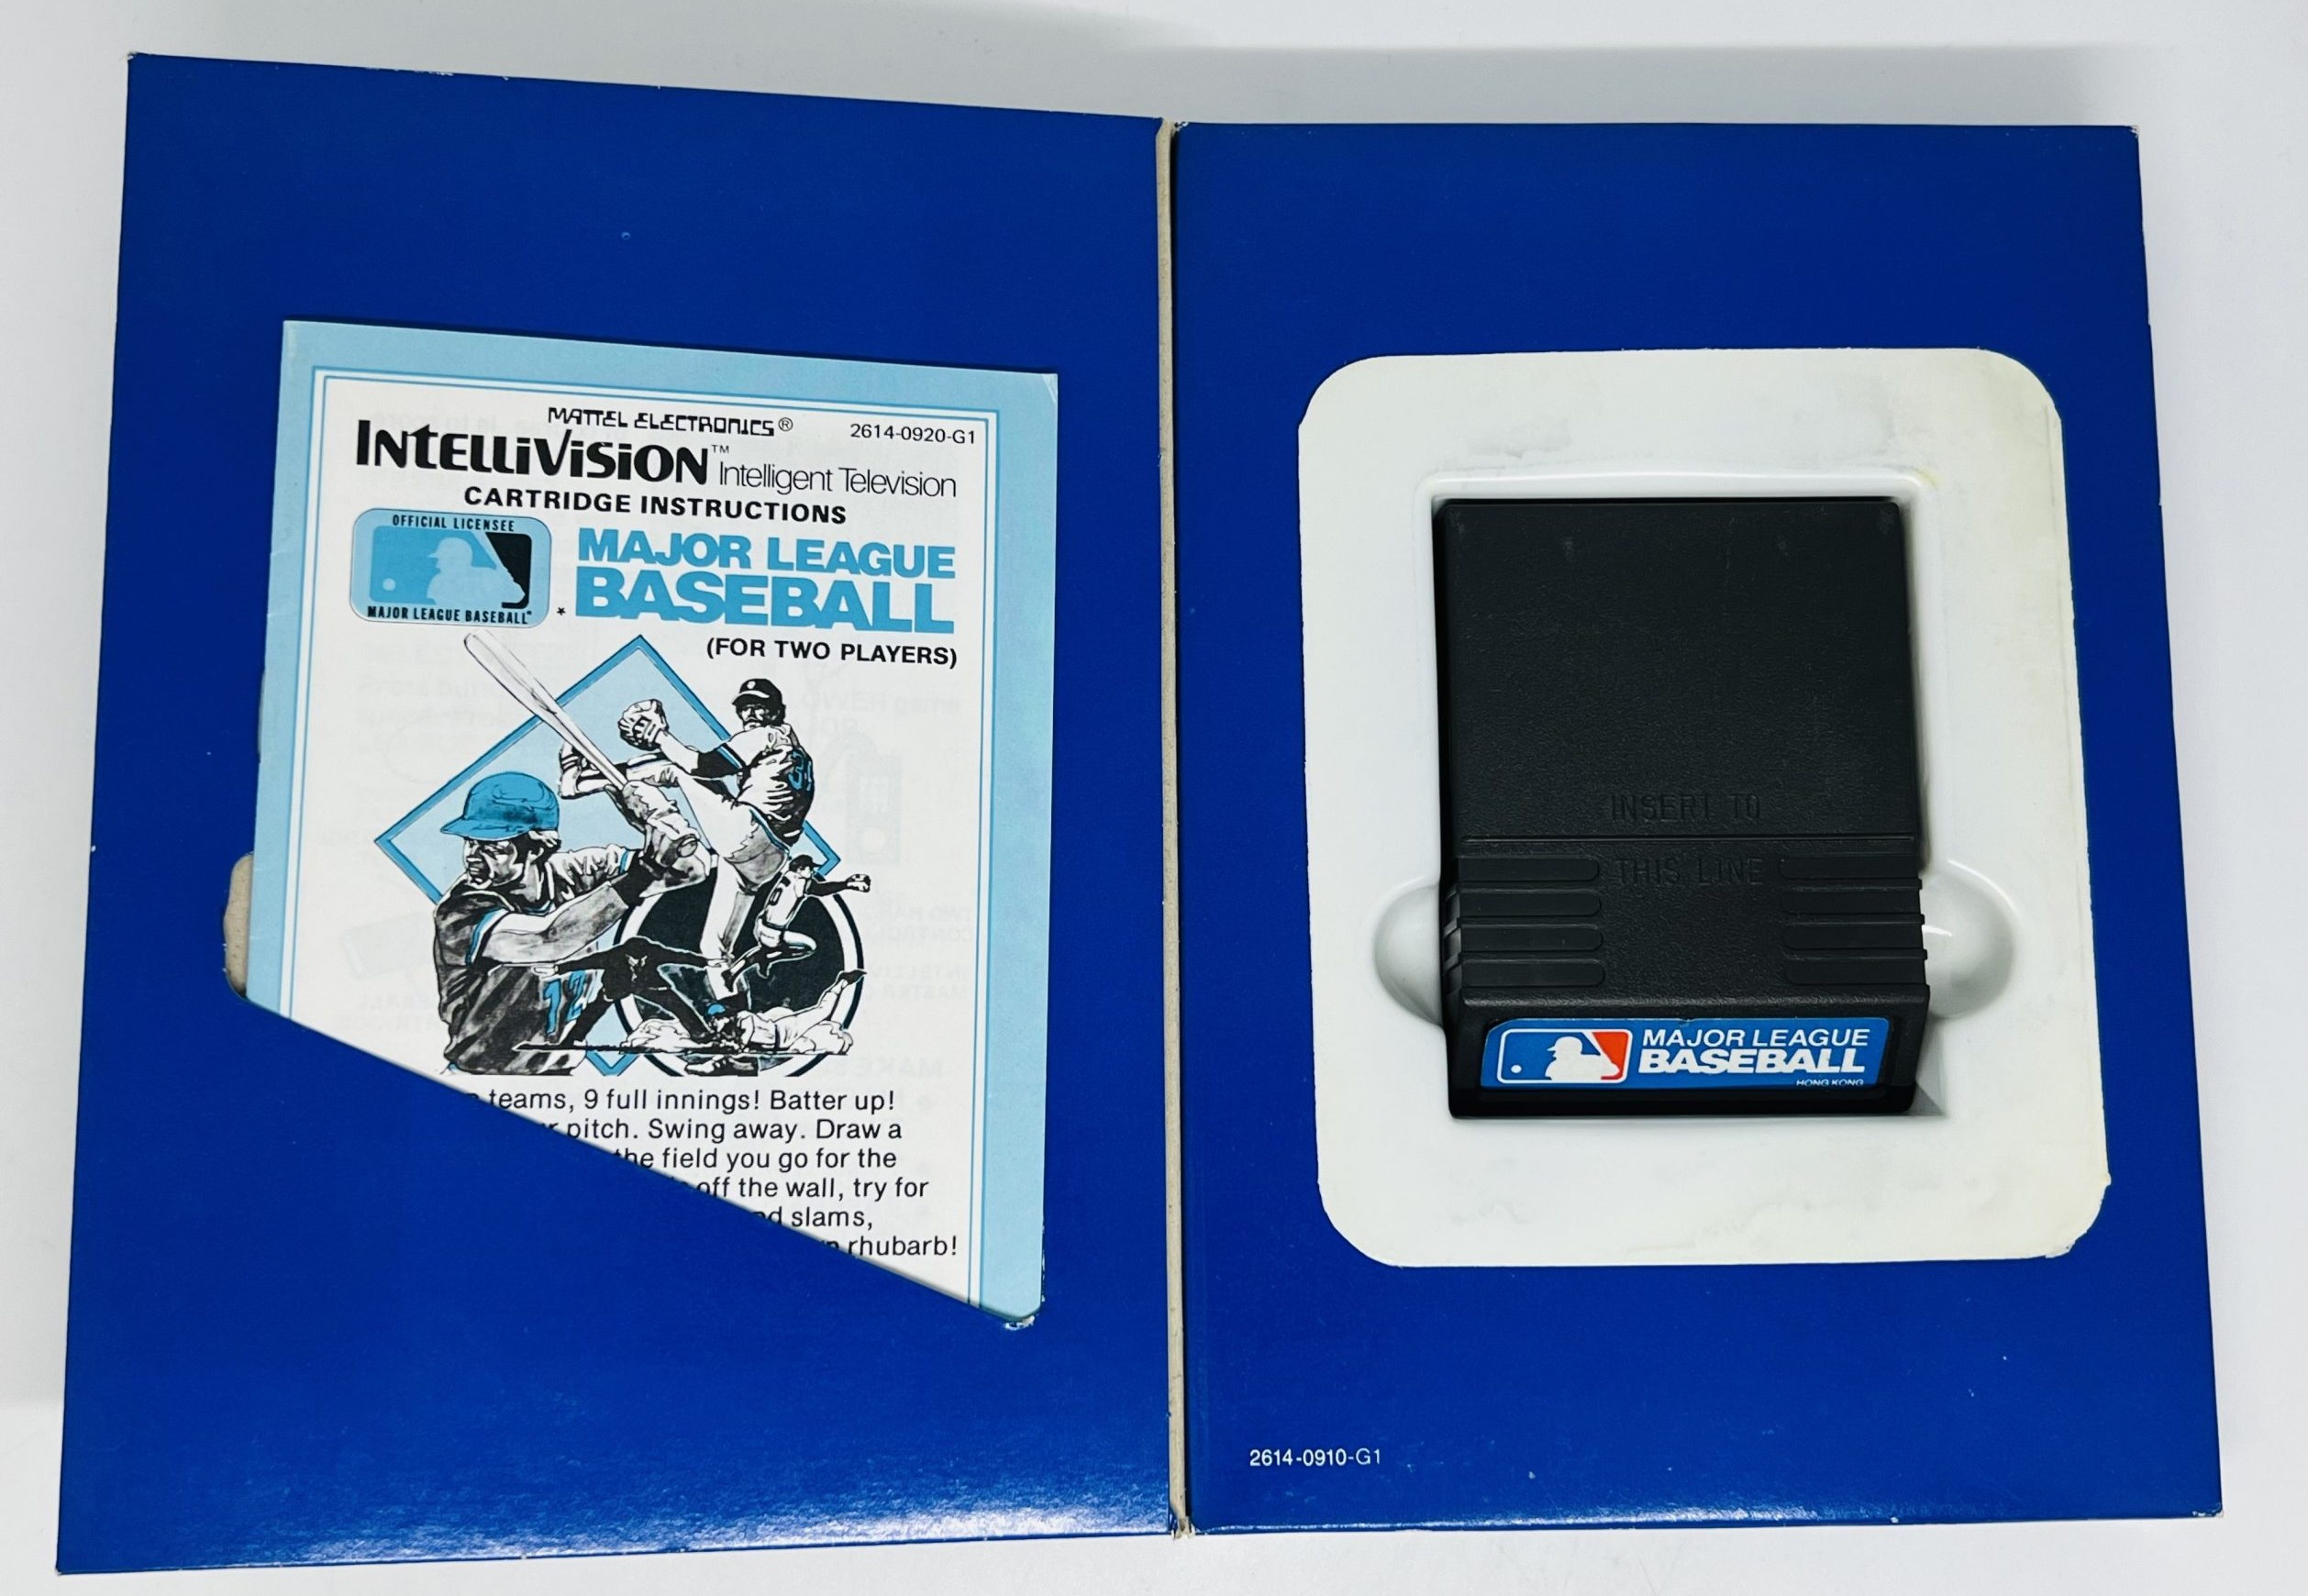 MATTEL ELECTRONICS®
2614-0920-G1
INTELLIVISION™ Intelligent Television
CARTRIDGE INSTRUCTIONS
OFFICIAL LICENSEE
MAJOR LEAGUE BASEBALL
* MAJOR LEAGUE
BASEBALL
(FOR TWO PLAYERS)
12
teams, 9 full innings! Batter up!
pitch. Swing away. Draw a
the field you go for the
off the wall, try for
slams,
rhubarb!
INSERT TO
THIS LINE
MAJOR LEAGUE
BASEBALL
HONG KONG
2614-0910-G1